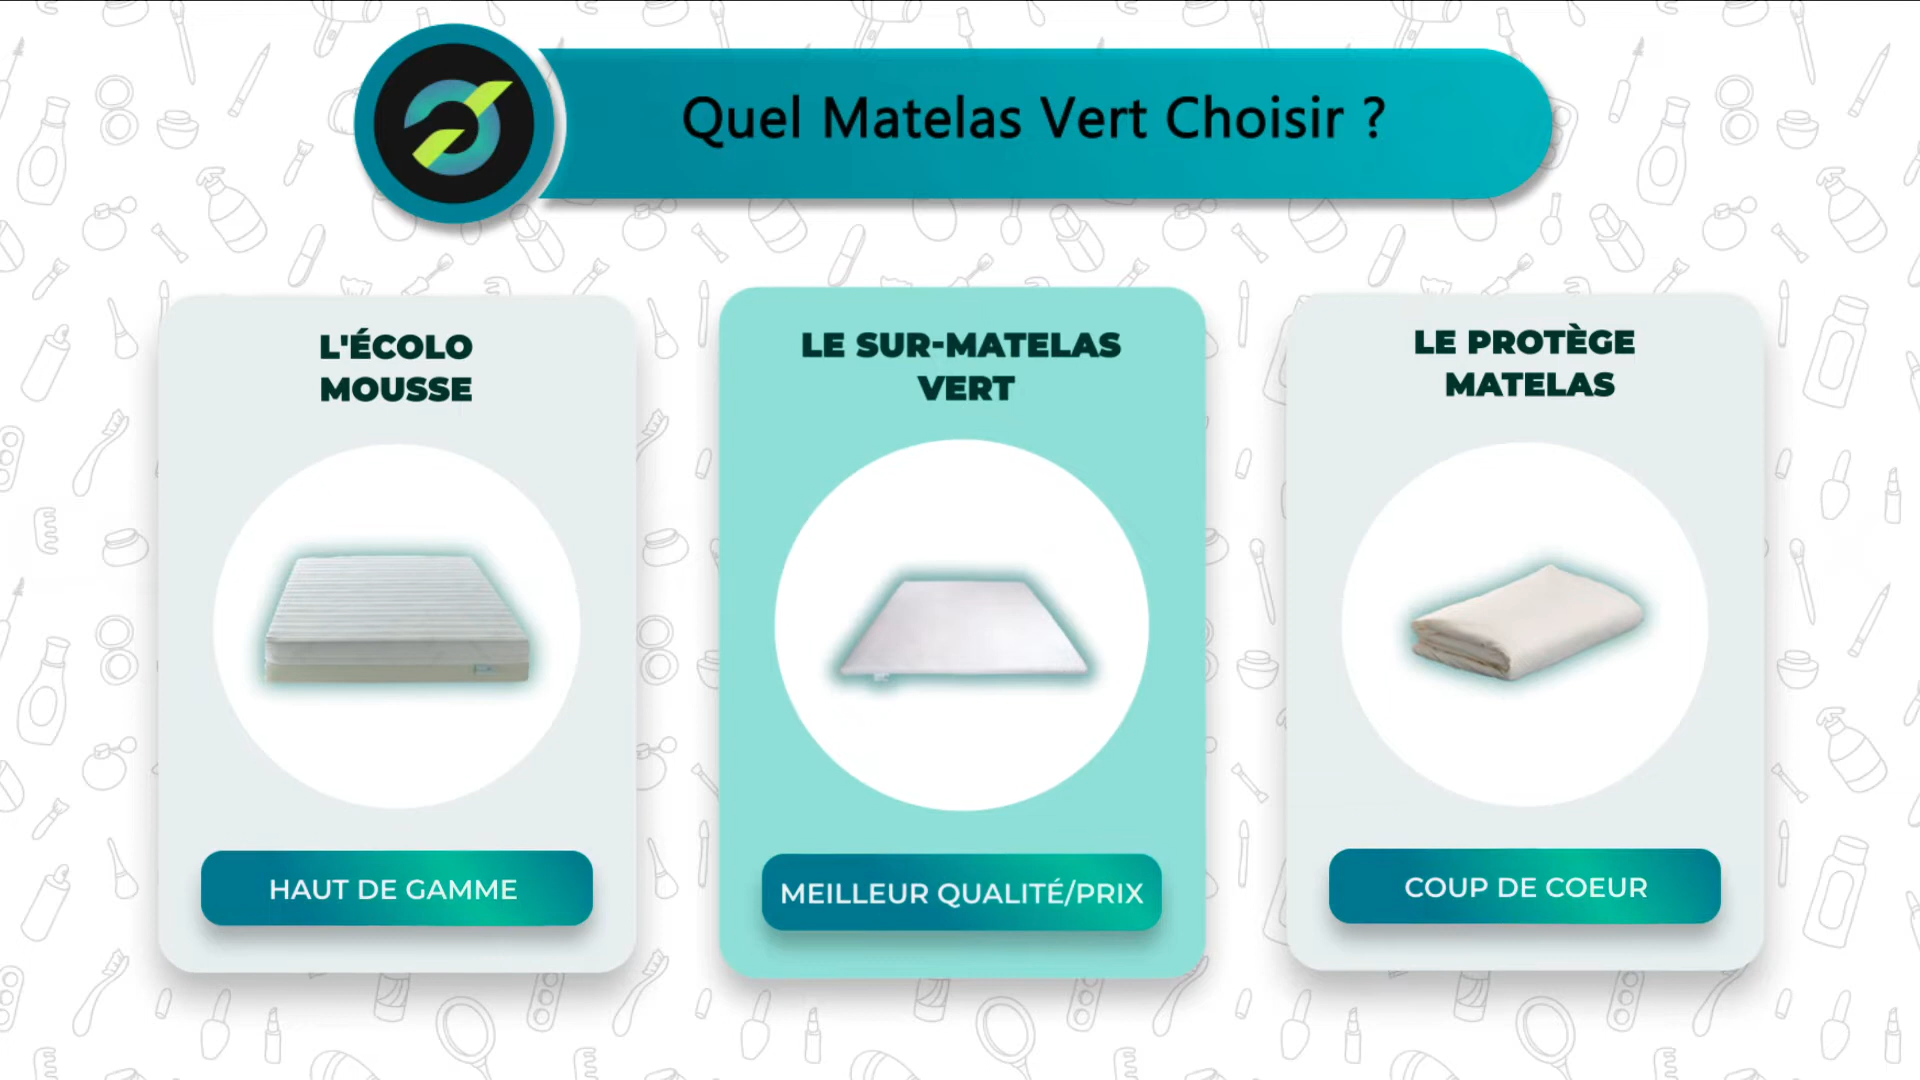 Quel Matelas Vert Choisir ?
L'ÉCOLO
MOUSSE
HAUT DE GAMME
LE SUR-MATELAS
VERT
MEILLEUR QUALITÉ/PRIX
LE PROTÈGE
MATELAS
COUP DE COEUR